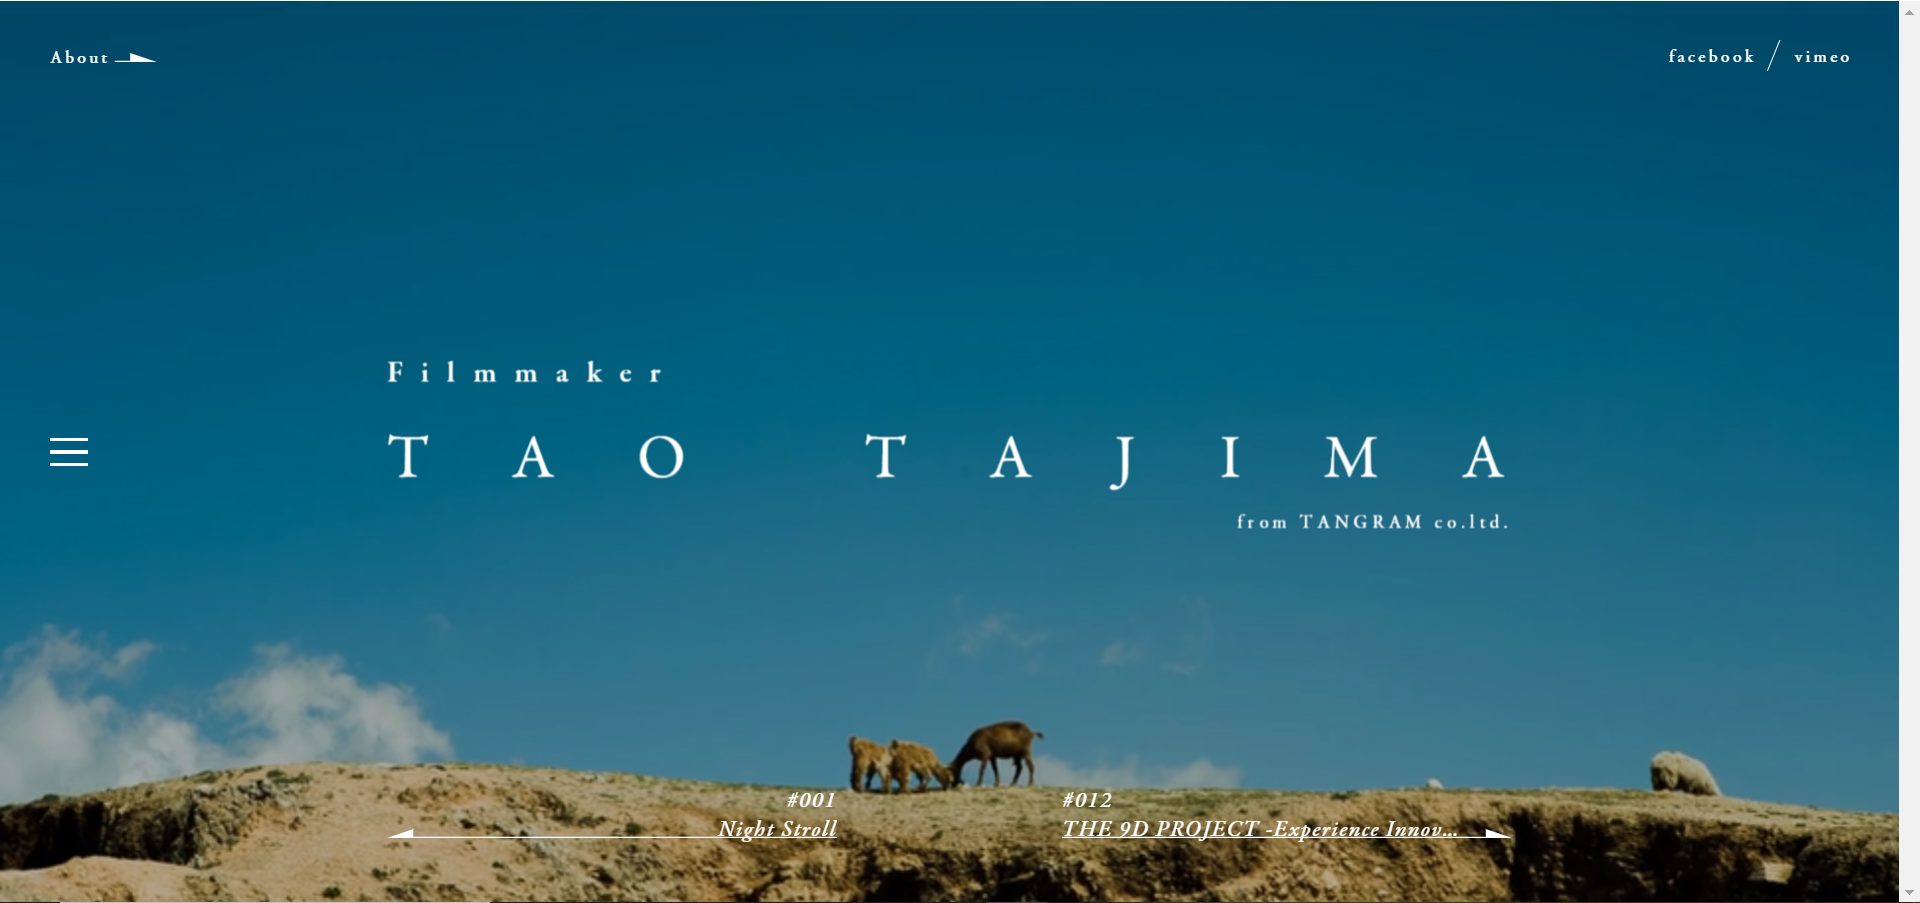 About
facebook / vimeo
Filmmaker
TAO TAJIMA
from TANGRAM co.ltd.
#001
Night Stroll
#012
THE 9D PROJECT -Experience Innov...